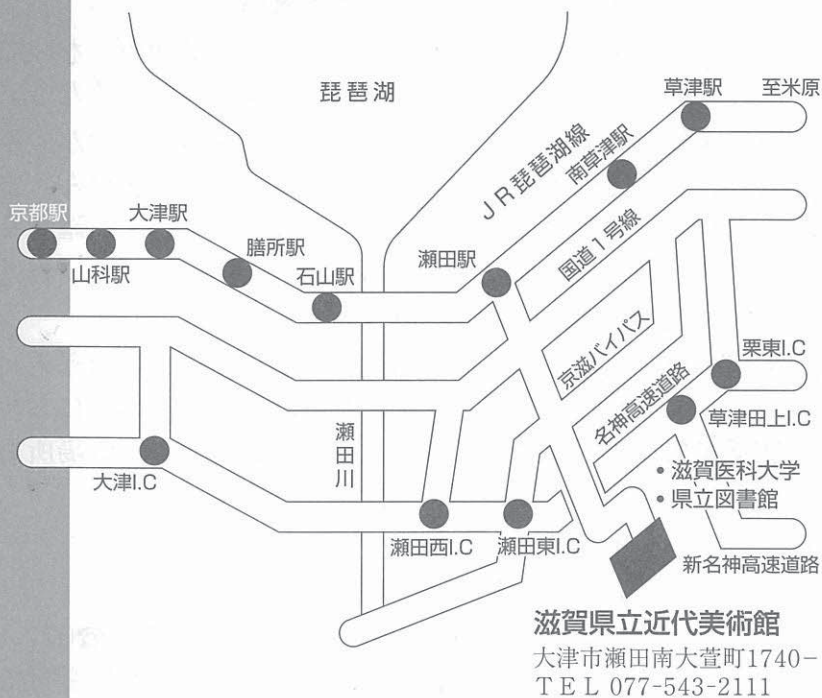 琵琶湖
草津駅
至米原
JR琵琶湖線
南草津駅
京都駅
大津駅
山科駅
膳所駅
石山駅
瀬田駅
国道1号線
京滋バイパス
栗東I.C
名神高速道路
草津田上I.C
瀬田川
大津I.C
・滋賀医科大学
・県立図書館
瀬田西I.C
瀬田東I.C
新名神高速道路
滋賀県立近代美術館
大津市瀬田南大萱町1740−
TEL 077-543-2111